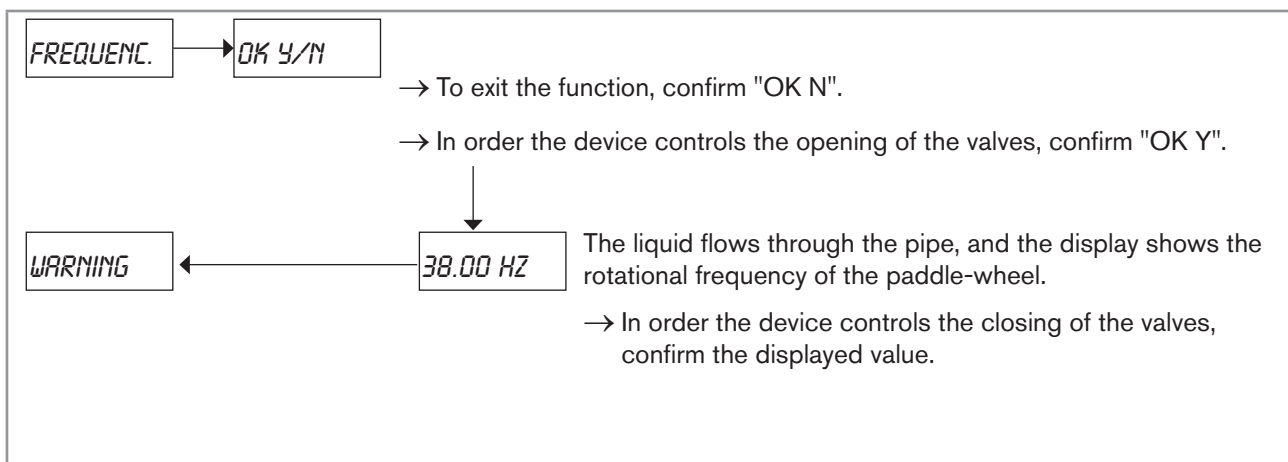 FREQUENC. OK Y/N
→ To exit the function, confirm "OK N".
→ In order the device controls the opening of the valves, confirm "OK Y".
WARNING 38.00 HZ
The liquid flows through the pipe, and the display shows the
rotational frequency of the paddle-wheel.
→ In order the device controls the closing of the valves,
confirm the displayed value.